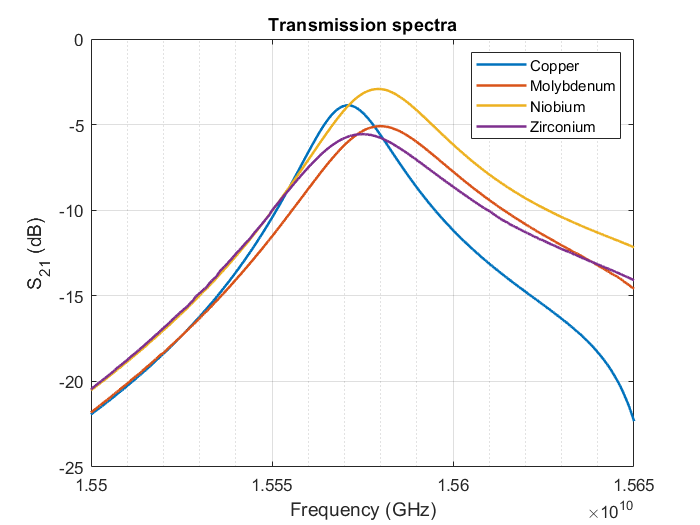 Transmission spectra
Copper
Molybdenum
Niobium
Zirconium
0
-5
-10
-15
-20
-25
S21 (dB)
1.55
1.555
1.56
1.565
Frequency (GHz)
×10^10